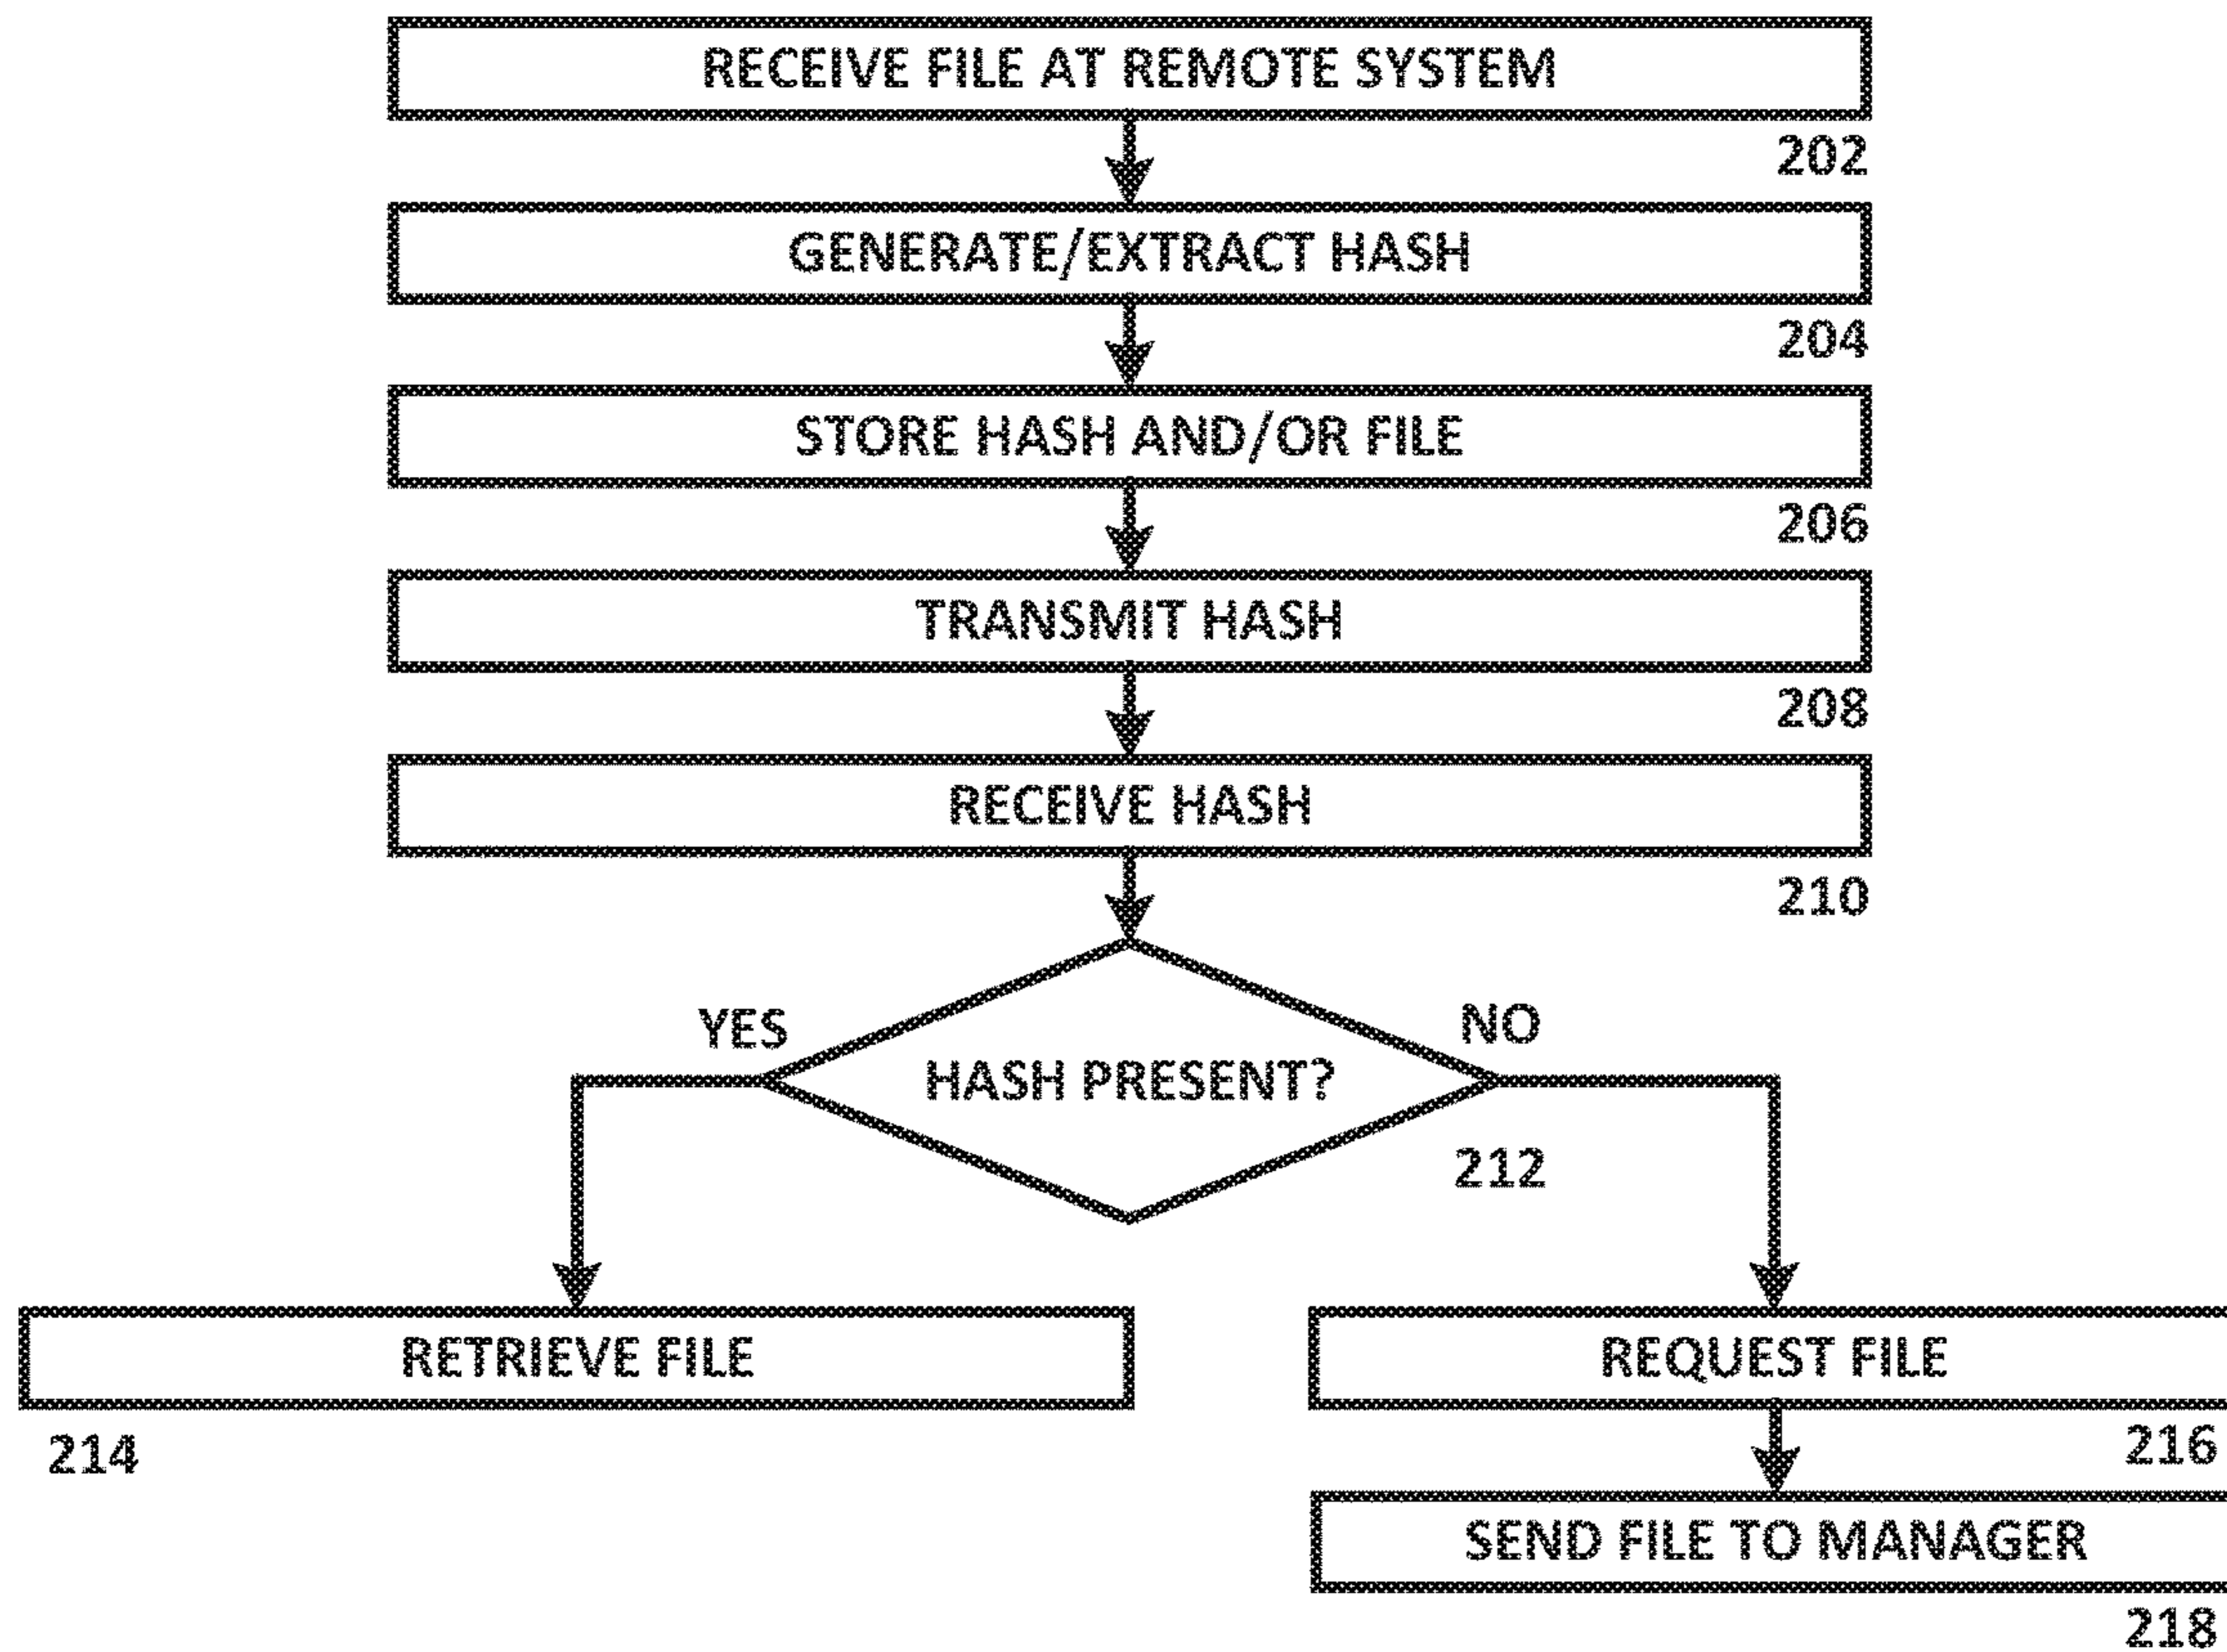 RECEIVE FILE AT REMOTE SYSTEM
202
GENERATE/EXTRACT HASH
204
STORE HASH AND/OR FILE
206
TRANSMIT HASH
208
RECEIVE HASH
210
YES
NO
HASH PRESENT?
212
RETRIEVE FILE
REQUEST FILE
214
216
SEND FILE TO MANAGER
218